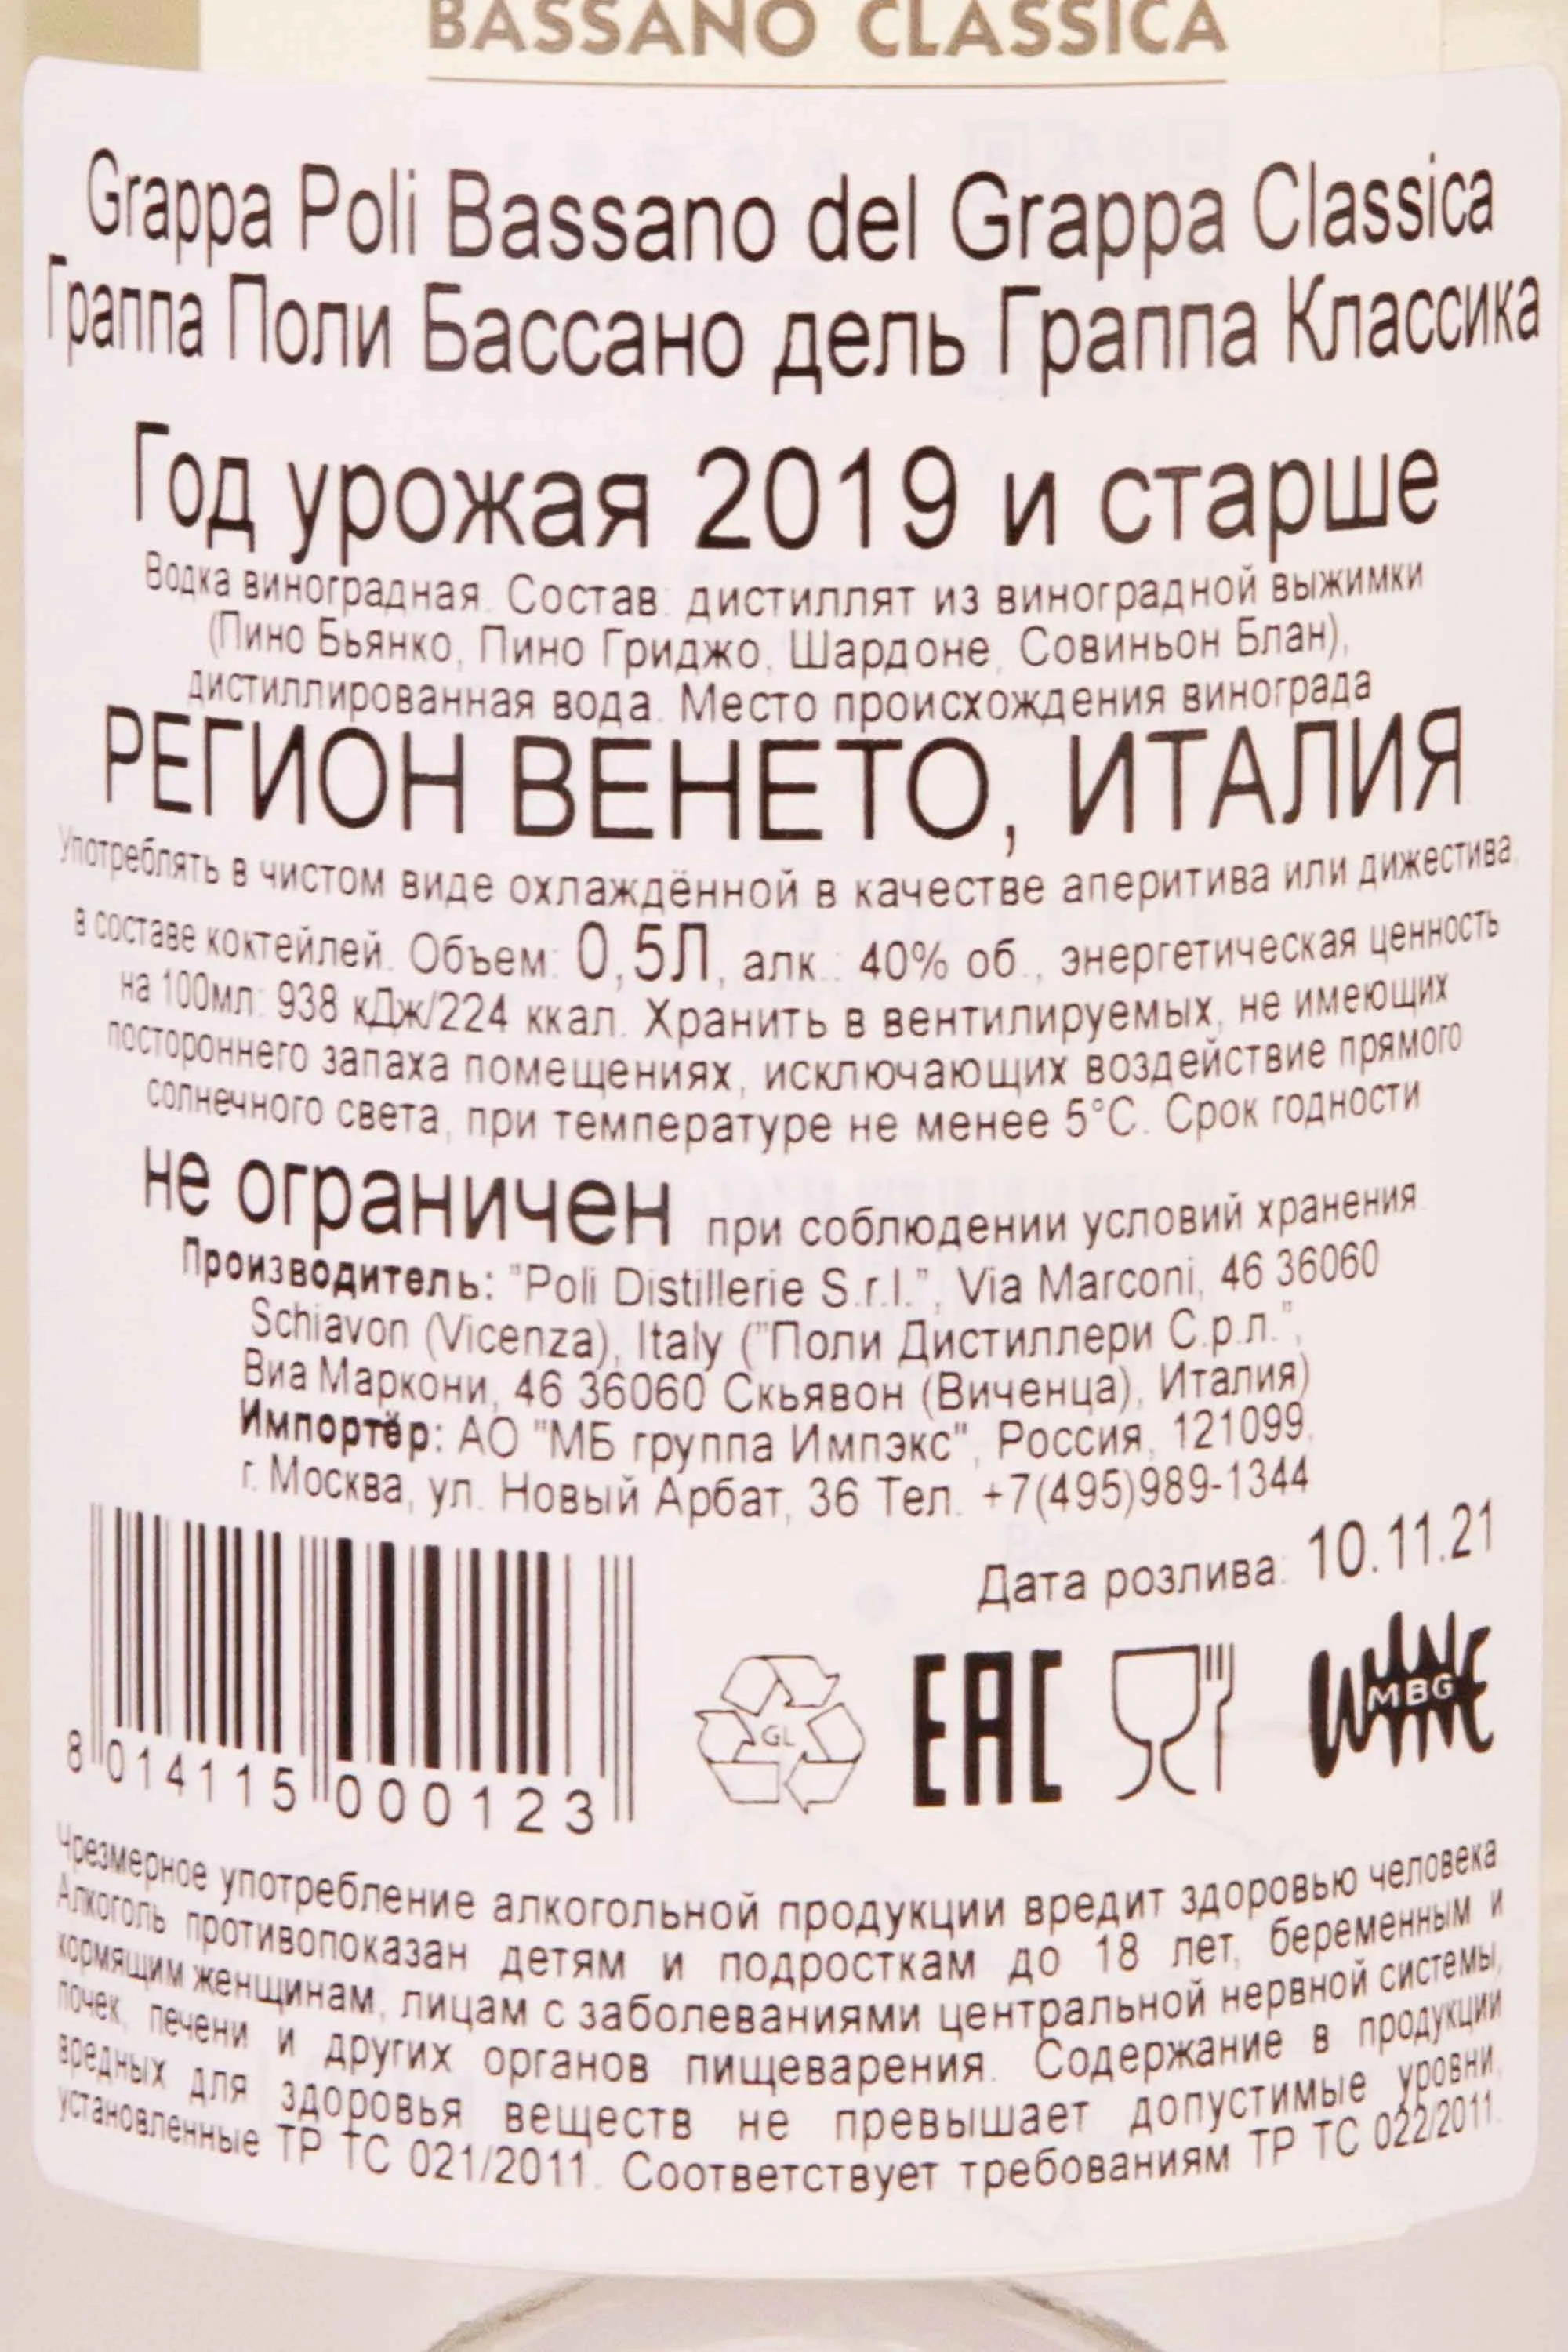 BASSANO CLASSICA
Grappa Poli Bassano del Grappa Classica
Граппа Поли Бассано дель Граппа Классика
Год урожая 2019 и старше
Водка виноградная. Состав: дистиллят из виноградной выжимки
(Пино Бьянко, Пино Гриджо, Шардоне, Совиньон Блан),
дистиллированная вода. Место происхождения винограда
РЕГИОН ВЕНЕТО, ИТАЛИЯ
Употреблять в чистом виде охлаждённой в качестве аперитива или дижестива,
в составе коктейлей. Объем: 0,5Л, алк.: 40% об., энергетическая ценность
на 100мл: 938 кДж/224 ккал. Хранить в вентилируемых, не имеющих
постороннего запаха помещениях, исключающих воздействие прямого
солнечного света, при температуре не менее 5°С. Срок годности
не ограничен при соблюдении условий хранения.
Производитель: "Poli Distillerie S.r.l.", Via Marconi, 46 36060
Schiavon (Vicenza), Italy ("Поли Дистиллери С.р.л.",
Виа Маркони, 46 36060 Скьявон (Виченца), Италия)
Импортёр: АО "МБ группа Импэкс", Россия, 121099,
г. Москва, ул. Новый Арбат, 36 Тел. +7(495)989-1344
Дата розлива: 10.11.21
8 014115 000123
GL
EAC
WINE
MBG
Чрезмерное употребление алкогольной продукции вредит здоровью человека
Алкоголь противопоказан детям и подросткам до 18 лет, беременным и
кормящим женщинам, лицам с заболеваниями центральной нервной системы,
почек, печени и других органов пищеварения. Содержание в продукции
вредных для здоровья веществ не превышает допустимые уровни,
установленные ТР ТС 021/2011. Соответствует требованиям ТР ТС 022/2011.